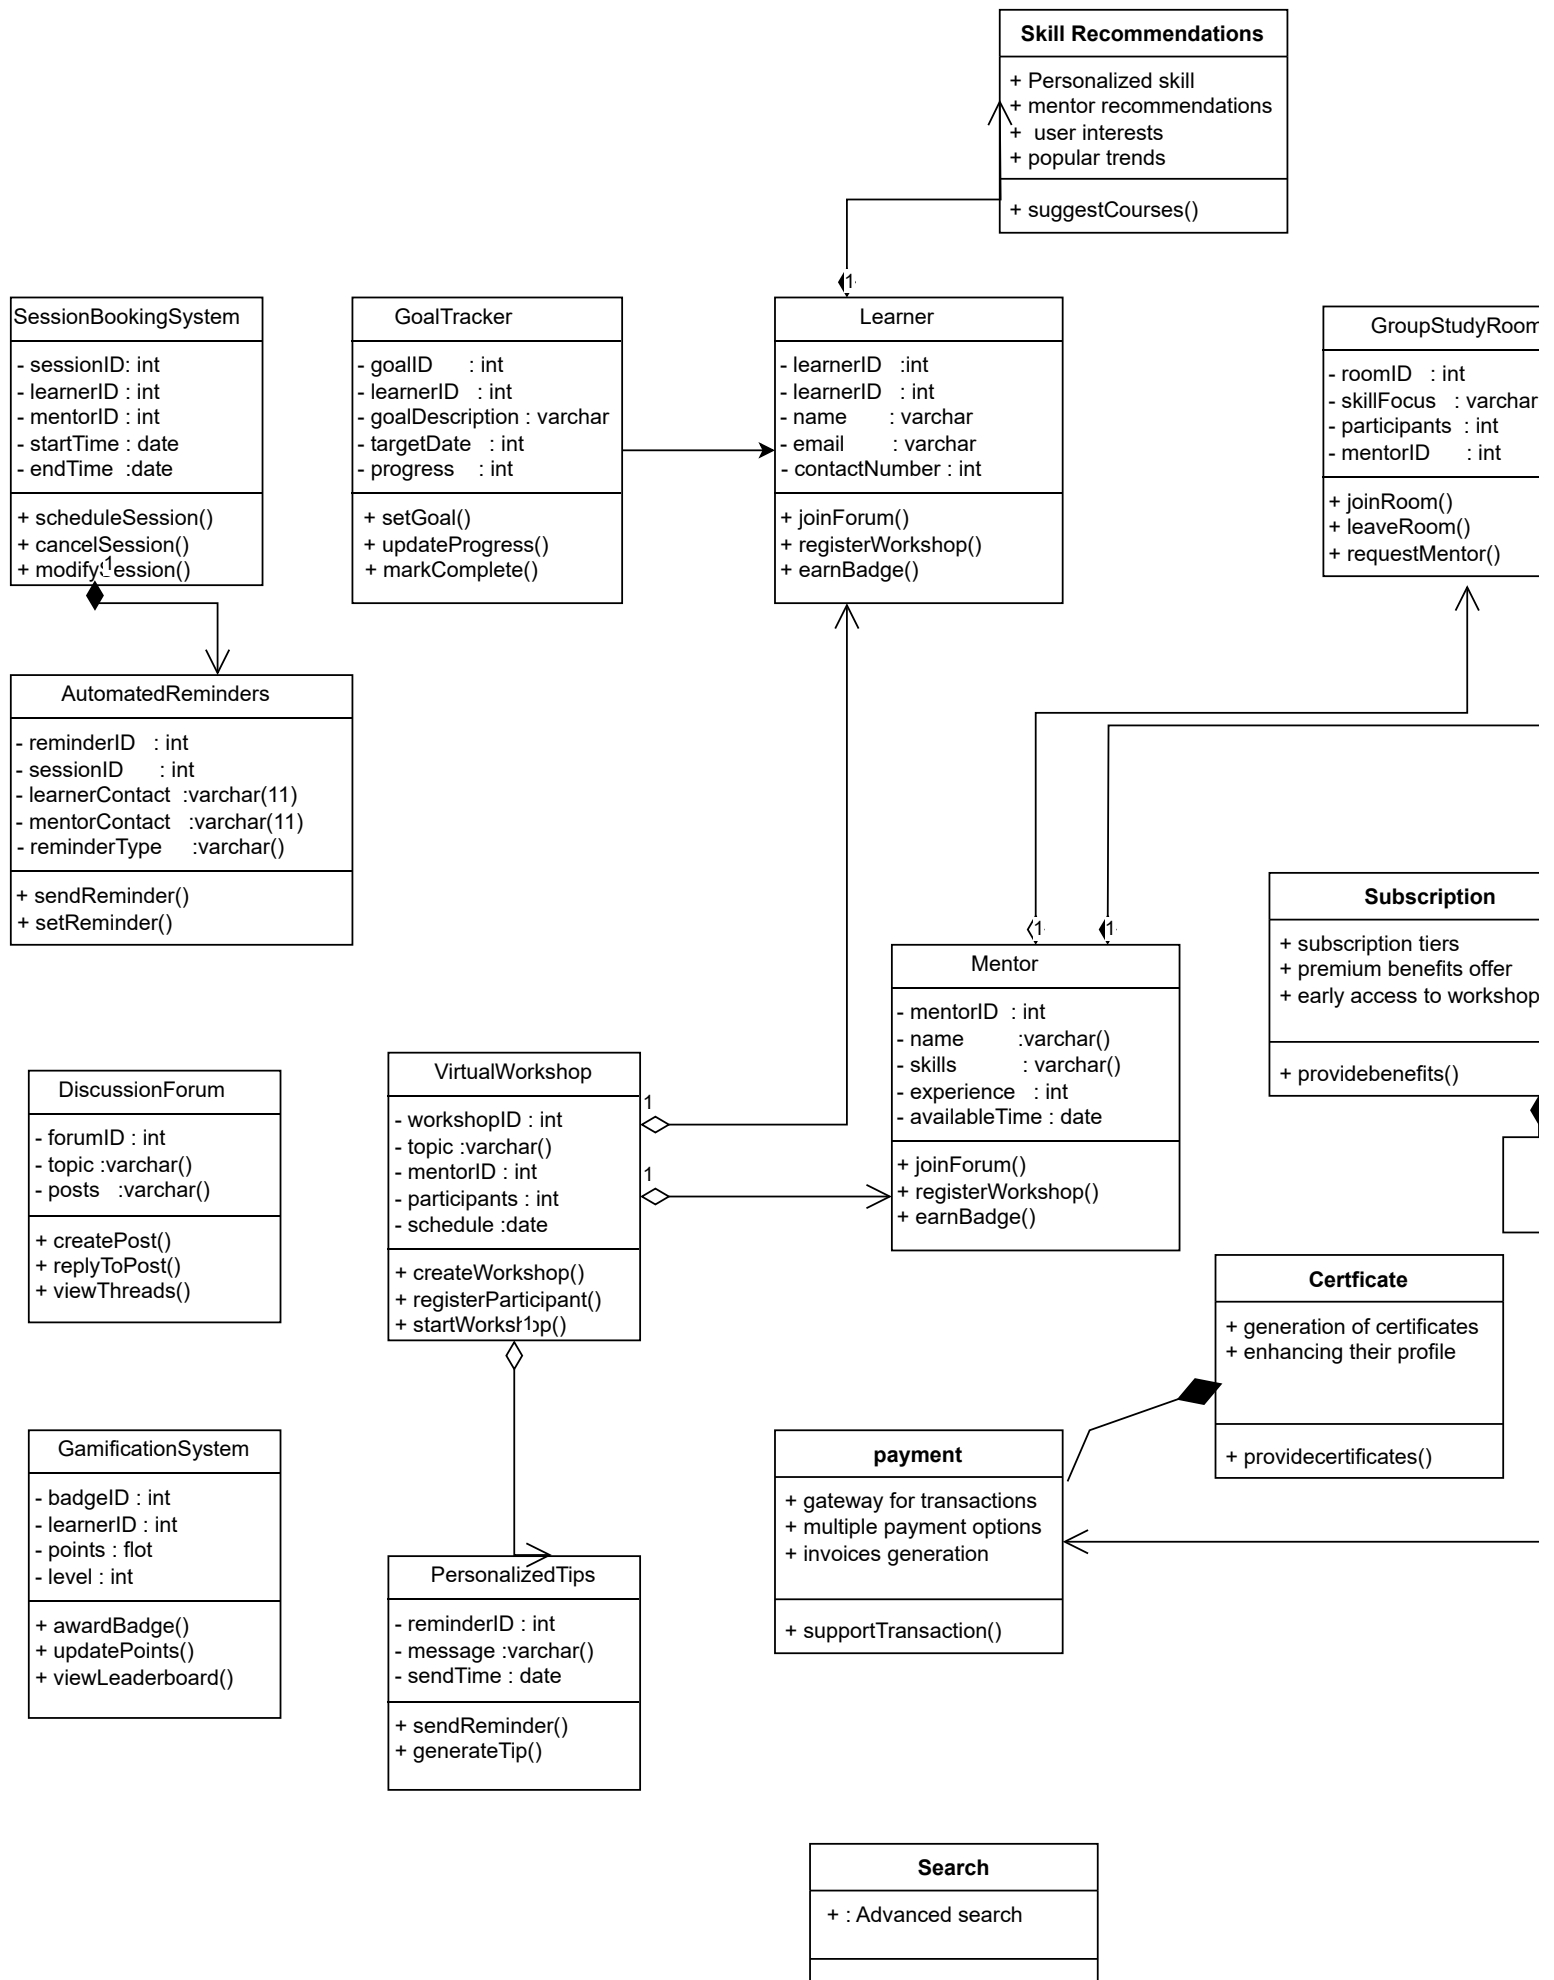 Skill Recommendations
+ Personalized skill
+ mentor recommendations
+ user interests
+ popular trends
+ suggestCourses()
1
SessionBookingSystem
- sessionID: int
- learnerID : int
- mentorID : int
- startTime : date
- endTime :date
+ scheduleSession()
+ cancelSession()
+ modifySession()
1
GoalTracker
- goalID : int
- learnerID : int
- goalDescription : varchar
- targetDate : int
- progress : int
+ setGoal()
+ updateProgress()
+ markComplete()
Learner
- learnerID :int
- learnerID : int
- name : varchar
- email : varchar
- contactNumber : int
+ joinForum()
+ registerWorkshop()
+ earnBadge()
GroupStudyRoom
- roomID : int
- skillFocus : varchar
- participants : int
- mentorID : int
+ joinRoom()
+ leaveRoom()
+ requestMentor()
AutomatedReminders
- reminderID : int
- sessionID : int
- learnerContact :varchar(11)
- mentorContact :varchar(11)
- reminderType :varchar()
+ sendReminder()
+ setReminder()
1
1
Mentor
- mentorID : int
- name :varchar()
- skills : varchar()
- experience : int
- availableTime : date
+ joinForum()
+ registerWorkshop()
+ earnBadge()
Subscription
+ subscription tiers
+ premium benefits offer
+ early access to workshop
+ providebenefits()
DiscussionForum
- forumID : int
- topic :varchar()
- posts :varchar()
+ createPost()
+ replyToPost()
+ viewThreads()
VirtualWorkshop
- workshopID : int
- topic :varchar()
- mentorID : int
- participants : int
- schedule :date
+ createWorkshop()
+ registerParticipant()
+ startWorkshop()
1
1
1
Certficate
+ generation of certificates
+ enhancing their profile
+ providecertificates()
GamificationSystem
- badgeID : int
- learnerID : int
- points : flot
- level : int
+ awardBadge()
+ updatePoints()
+ viewLeaderboard()
PersonalizedTips
- reminderID : int
- message :varchar()
- sendTime : date
+ sendReminder()
+ generateTip()
payment
+ gateway for transactions
+ multiple payment options
+ invoices generation
+ supportTransaction()
Search
+ : Advanced search